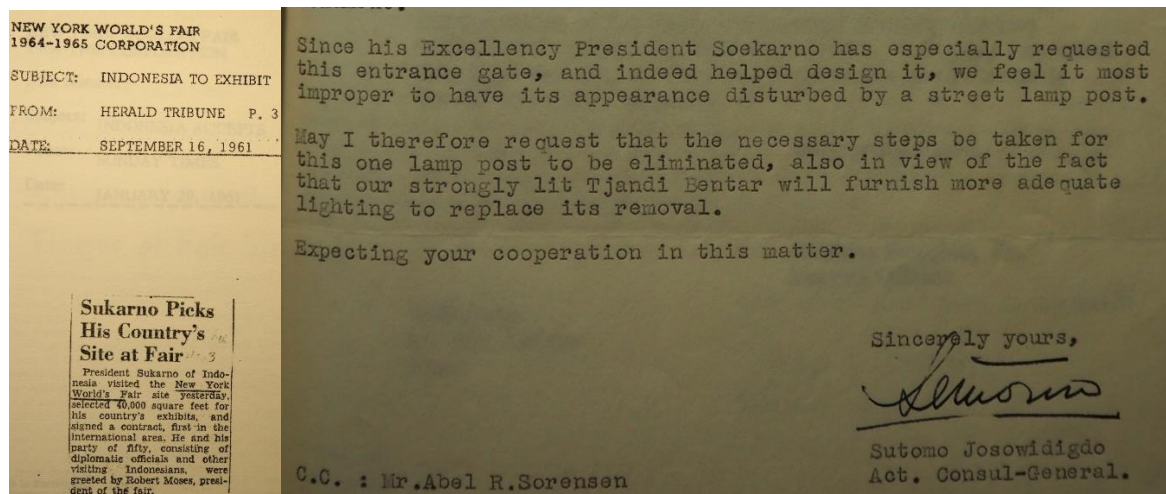 NEW YORK WORLD'S FAIR
1964-1965 CORPORATION
SUBJECT: INDONESIA TO EXHIBIT
FROM: HERALD TRIBUNE P. 3
DATE: SEPTEMBER 16, 1961
Sukarno Picks
His Country's
Site at Fair
President Sukarno of Indo-
nesia visited the New York
World's Fair site yesterday,
selected 40,000 square feet for
his country's exhibits, and
signed a contract, first in the
international area. He and his
party of fifty, consisting of
diplomatic officials and other
visiting Indonesians, were
greeted by Robert Moses, presi-
dent of the fair.
Since his Excellency President Soekarno has especially requested
this entrance gate, and indeed helped design it, we feel it most
improper to have its appearance disturbed by a street lamp post.
May I therefore request that the necessary steps be taken for
this one lamp post to be eliminated, also in view of the fact
that our strongly lit Tjandi Bentar will furnish more adequate
lighting to replace its removal.
Expecting your cooperation in this matter.
Sincerely yours,
Sutomo Josowidigdo
Act. Consul-General.
C.C. : Mr.Abel R.Sorensen